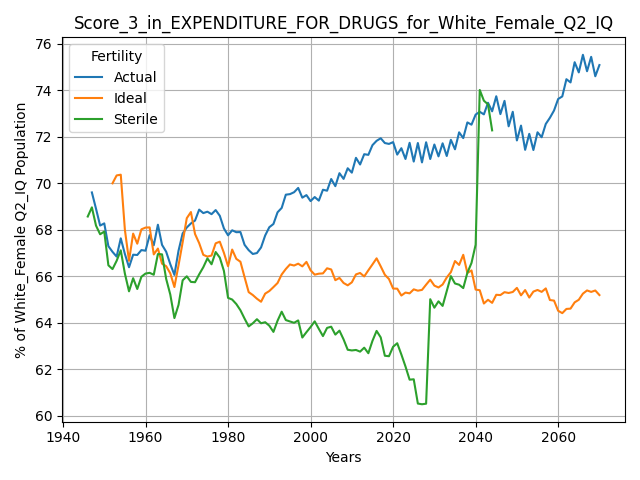 Score_3_in_EXPENDITURE_FOR_DRUGS_for_White_Female_Q2_IQ
Fertility
Actual
Ideal
Sterile
% of White_Female Q2_IQ Population
76
74
72
70
68
66
64
62
60
1940 1960 1980 2000 2020 2040 2060
Years